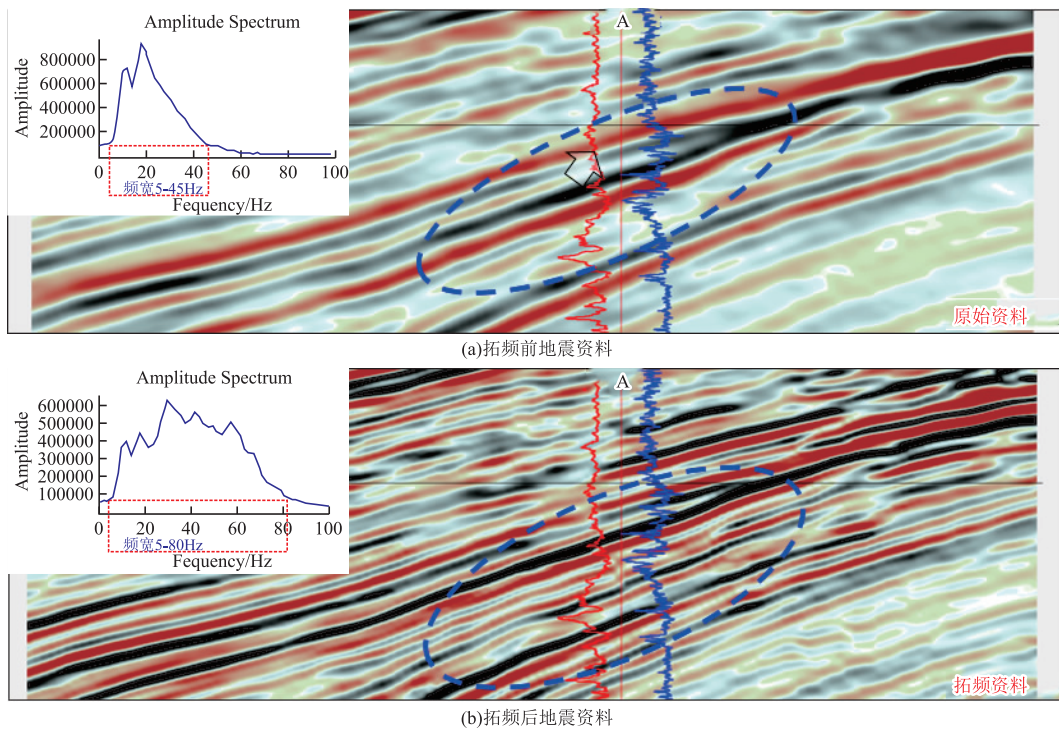 Amplitude Spectrum
A
800000
600000
400000
200000
Amplitude
0 20 40 60 80 100
频宽5-45Hz
Fequency/Hz
原始资料
(a)拓频前地震资料
Amplitude Spectrum
A
600000
500000
400000
300000
200000
100000
Amplitude
0 20 40 60 80 100
频宽5-80Hz
Fequency/Hz
拓频资料
(b)拓频后地震资料